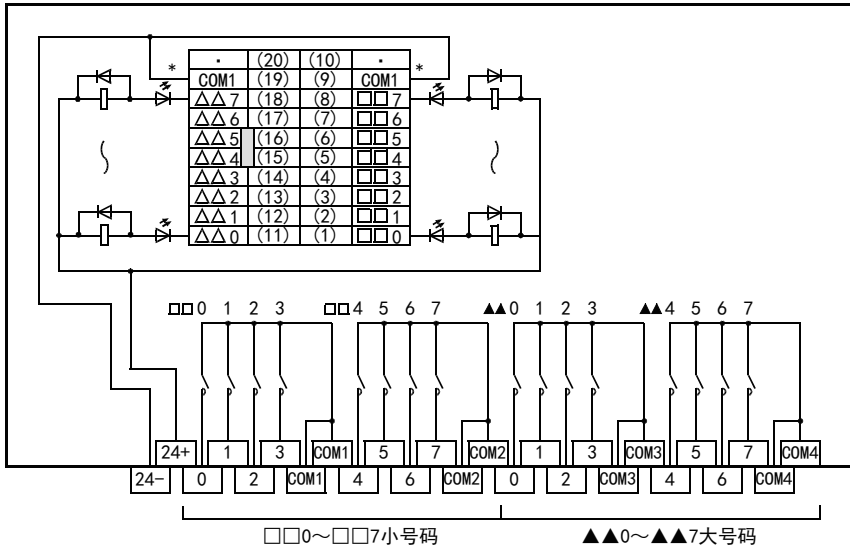 · (20) (10) ·
* COM1 (19) (9) COM1 *
△△7 (18) (8) □□7
△△6 (17) (7) □□6
△△5 (16) (6) □□5
△△4 (15) (5) □□4
△△3 (14) (4) □□3
△△2 (13) (3) □□2
△△1 (12) (2) □□1
△△0 (11) (1) □□0
□□0 1 2 3 □□4 5 6 7 ▲▲0 1 2 3 ▲▲4 5 6 7
24+ 1 3 COM1 5 7 COM2 1 3 COM3 5 7 COM4
24− 0 2 COM1 4 6 COM2 0 2 COM3 4 6 COM4
□□0～□□7小号码 ▲▲0～▲▲7大号码